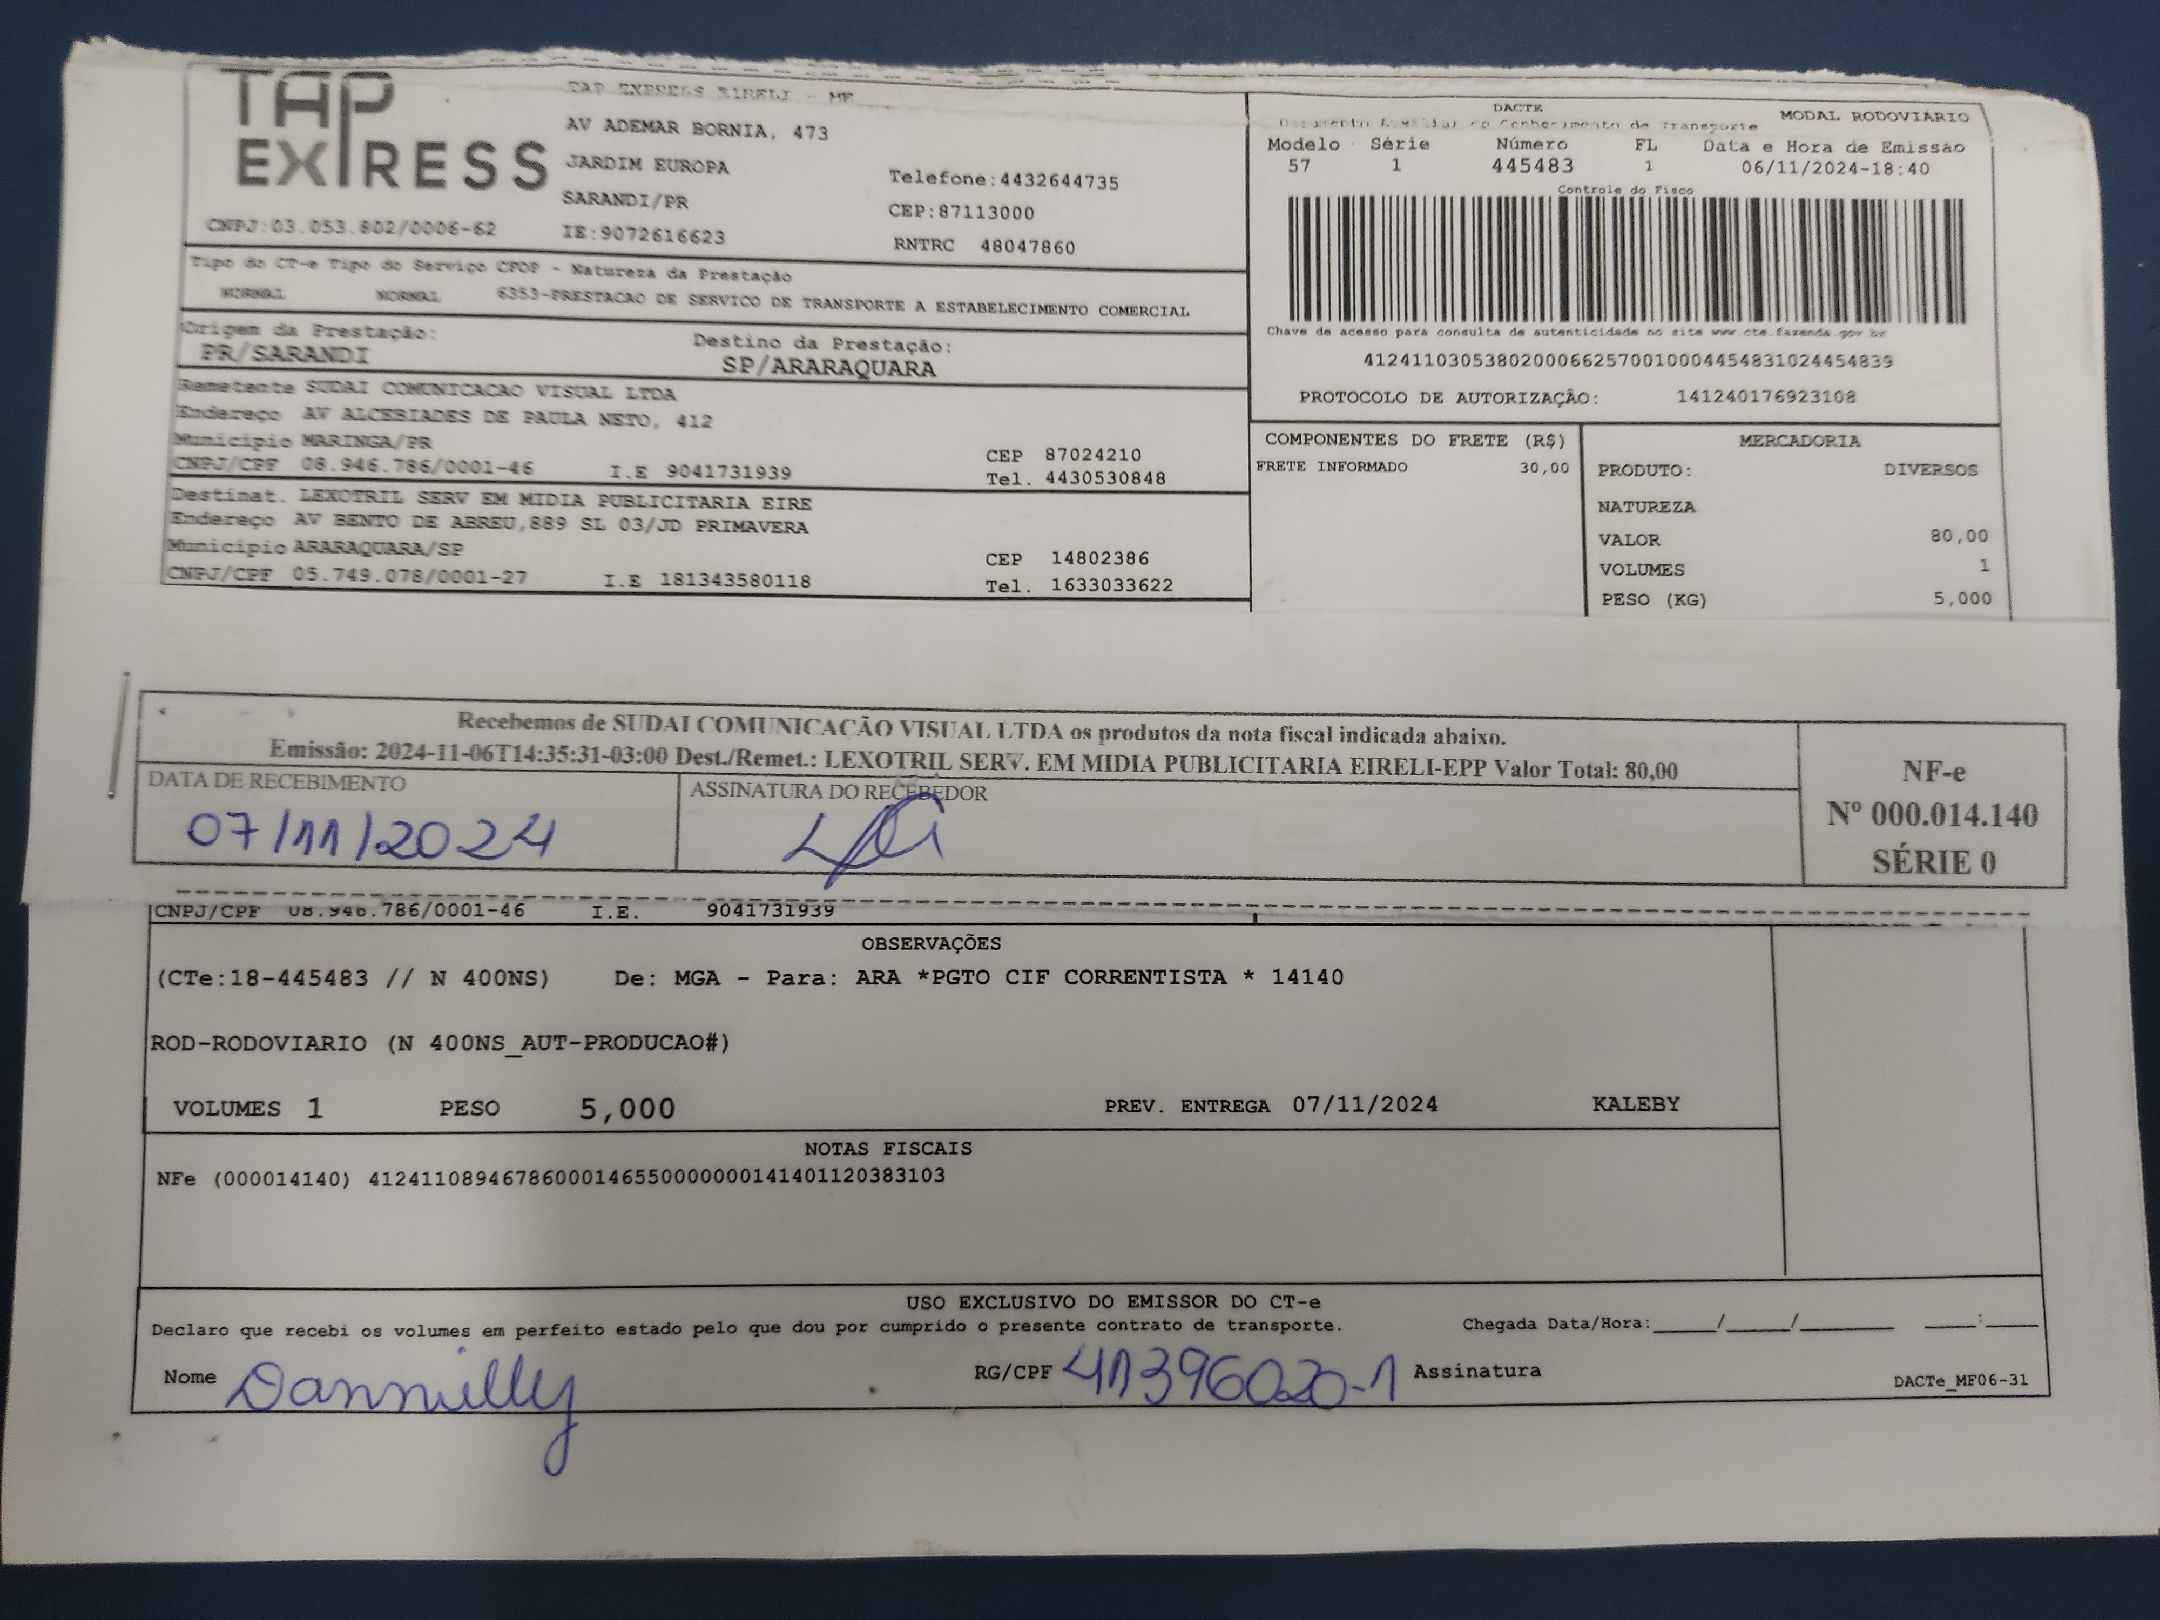 TAP EXPRESS
TAP EXPRESS EIRELI - ME
AV ADEMAR BORNIA, 473
JARDIM EUROPA
Telefone:4432644735
SARANDI/PR
CEP:87113000
CNPJ:03.053.802/0006-62
IE:9072616623
RNTRC 48047860
Tipo do CT-e Tipo do Serviço CFOP - Natureza da Prestação
NORMAL NORMAL 6353-PRESTACAO DE SERVICO DE TRANSPORTE A ESTABELECIMENTO COMERCIAL
Origem da Prestação: Destino da Prestação:
PR/SARANDI SP/ARARAQUARA
Remetente SUDAI COMUNICACAO VISUAL LTDA
Endereço AV ALCEBIADES DE PAULA NETO, 412
Municipio MARINGA/PR CEP 87024210
CNPJ/CPF 08.946.786/0001-46 I.E 9041731939 Tel. 4430530848
Destinat. LEXOTRIL SERV EM MIDIA PUBLICITARIA EIRE
Endereço AV BENTO DE ABREU,889 SL 03/JD PRIMAVERA
Municipio ARARAQUARA/SP CEP 14802386
CNPJ/CPF 05.749.078/0001-27 I.E 181343580118 Tel. 1633033622
DACTE MODAL RODOVIÁRIO
Documento Auxiliar do Conhecimento de Transporte
Modelo Série Número FL Data e Hora de Emissão
57 1 445483 1 06/11/2024-18:40
Controle do Fisco
Chave de acesso para consulta de autenticidade no site www.cte.fazenda.gov.br
41241103053802000662570010004454831024454839
PROTOCOLO DE AUTORIZAÇÃO: 141240176923108
COMPONENTES DO FRETE (R$)
FRETE INFORMADO 30,00
MERCADORIA
PRODUTO: DIVERSOS
NATUREZA
VALOR 80,00
VOLUMES 1
PESO (KG) 5,000
Recebemos de SUDAI COMUNICAÇÃO VISUAL LTDA os produtos da nota fiscal indicada abaixo.
Emissão: 2024-11-06T14:35:31-03:00 Dest./Remet.: LEXOTRIL SERV. EM MIDIA PUBLICITARIA EIRELI-EPP Valor Total: 80,00
DATA DE RECEBIMENTO ASSINATURA DO RECEBEDOR
07/11/2024
NF-e
Nº 000.014.140
SÉRIE 0
CNPJ/CPF 08.946.786/0001-46 I.E. 9041731939
OBSERVAÇÕES
(CTe:18-445483 // N 400NS) De: MGA - Para: ARA *PGTO CIF CORRENTISTA * 14140
ROD-RODOVIARIO (N 400NS_AUT-PRODUCAO#)
VOLUMES 1 PESO 5,000 PREV. ENTREGA 07/11/2024 KALEBY
NOTAS FISCAIS
NFe (000014140) 41241108946786000146550000000141401120383103
USO EXCLUSIVO DO EMISSOR DO CT-e
Declaro que recebi os volumes em perfeito estado pelo que dou por cumprido o presente contrato de transporte. Chegada Data/Hora:____/____/______ ____:____
Nome Dannielly RG/CPF 41396020-1 Assinatura DACTe_MF06-31